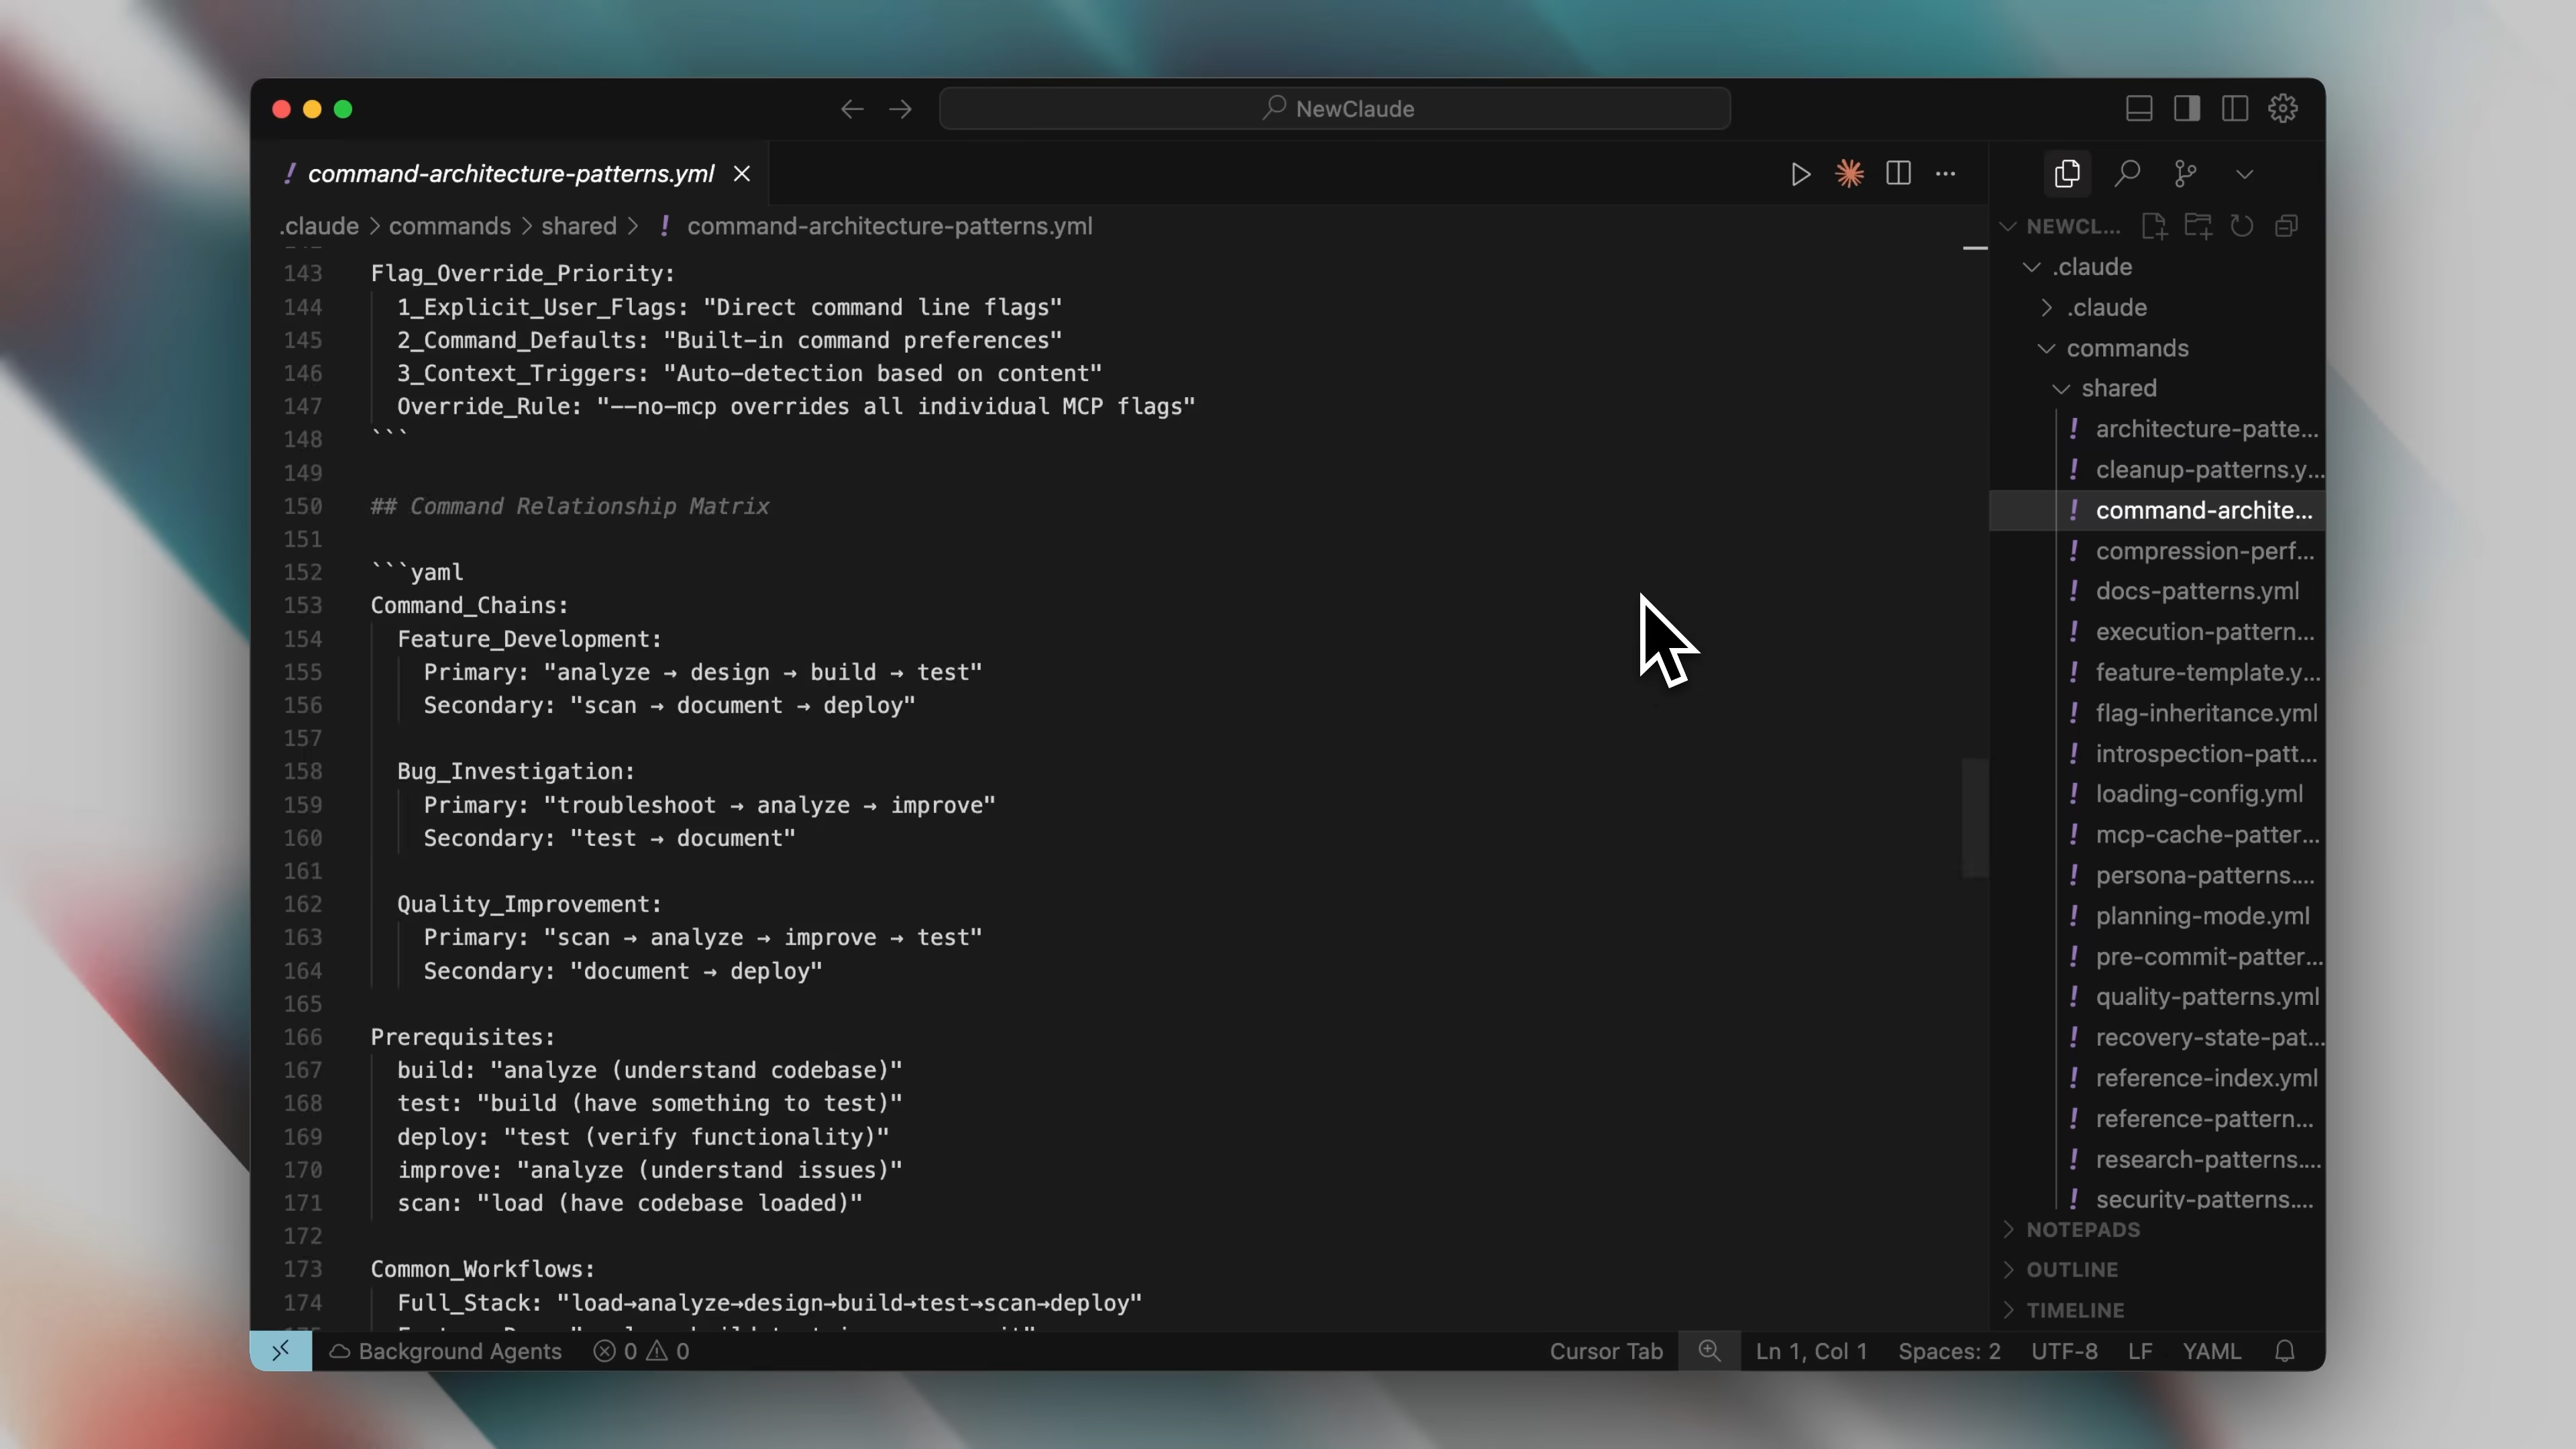 NewClaude
! command-architecture-patterns.yml
.claude > commands > shared > ! command-architecture-patterns.yml
143 Flag_Override_Priority:
144 1_Explicit_User_Flags: "Direct command line flags"
145 2_Command_Defaults: "Built-in command preferences"
146 3_Context_Triggers: "Auto-detection based on content"
147 Override_Rule: "--no-mcp overrides all individual MCP flags"
148 ```
149
150 ## Command Relationship Matrix
151
152 ```yaml
153 Command_Chains:
154 Feature_Development:
155 Primary: "analyze → design → build → test"
156 Secondary: "scan → document → deploy"
157
158 Bug_Investigation:
159 Primary: "troubleshoot → analyze → improve"
160 Secondary: "test → document"
161
162 Quality_Improvement:
163 Primary: "scan → analyze → improve → test"
164 Secondary: "document → deploy"
165
166 Prerequisites:
167 build: "analyze (understand codebase)"
168 test: "build (have something to test)"
169 deploy: "test (verify functionality)"
170 improve: "analyze (understand issues)"
171 scan: "load (have codebase loaded)"
172
173 Common_Workflows:
174 Full_Stack: "load→analyze→design→build→test→scan→deploy"
NEWCL...
.claude
.claude
commands
shared
! architecture-patte...
! cleanup-patterns.y...
! command-archite...
! compression-perf...
! docs-patterns.yml
! execution-pattern...
! feature-template.y...
! flag-inheritance.yml
! introspection-patt...
! loading-config.yml
! mcp-cache-patter...
! persona-patterns....
! planning-mode.yml
! pre-commit-patter...
! quality-patterns.yml
! recovery-state-pat...
! reference-index.yml
! reference-pattern...
! research-patterns....
! security-patterns....
NOTEPADS
OUTLINE
TIMELINE
Background Agents 0 0 Cursor Tab Ln 1, Col 1 Spaces: 2 UTF-8 LF YAML